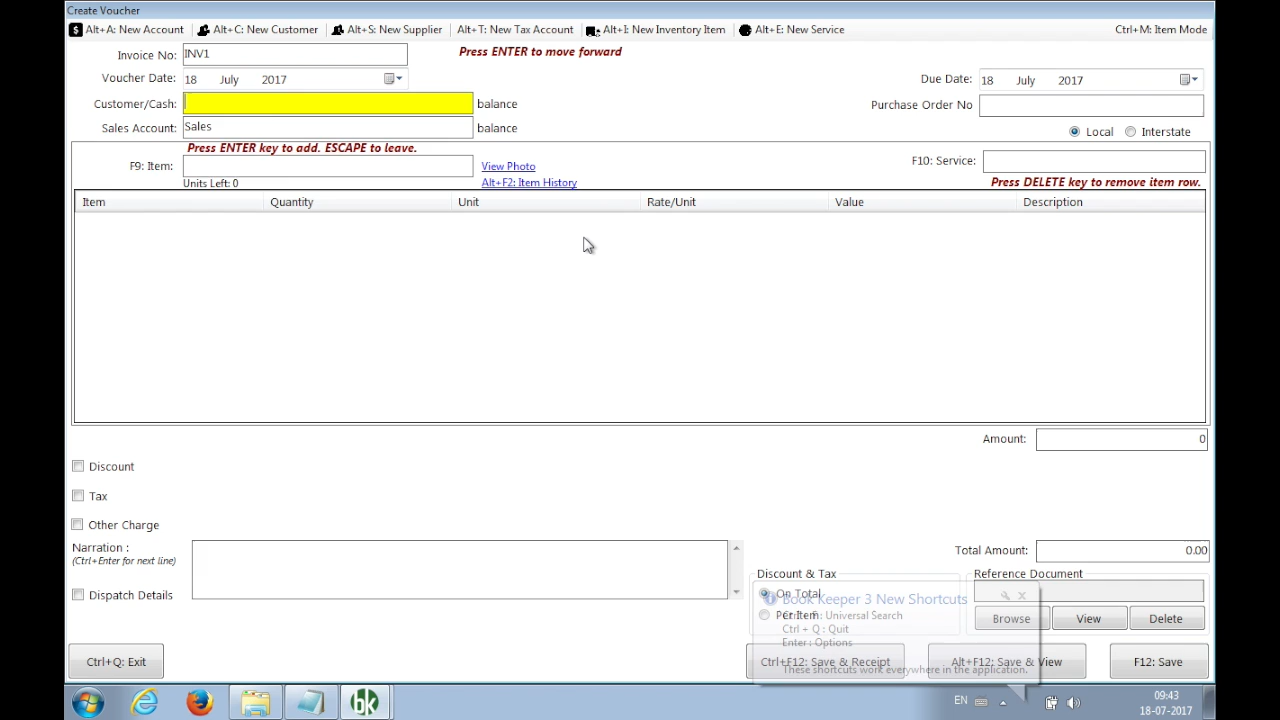 Create Voucher
Alt+A: New Account Alt+C: New Customer Alt+S: New Supplier Alt+T: New Tax Account Alt+I: New Inventory Item Alt+E: New Service Ctrl+M: Item Mode
Invoice No: INV1 Press ENTER to move forward
Voucher Date: 18 July 2017 Due Date: 18 July 2017
Customer/Cash: balance Purchase Order No
Sales Account: Sales balance Local Interstate
Press ENTER key to add. ESCAPE to leave.
F9: Item: View Photo F10: Service:
Units Left: 0 Alt+F2: Item History Press DELETE key to remove item row.
Item Quantity Unit Rate/Unit Value Description
Amount: 0
Discount
Tax
Other Charge
Narration :
(Ctrl+Enter for next line)
Total Amount: 0.00
Dispatch Details
Discount & Tax Reference Document
On Total
Per Item
Book Keeper 3 New Shortcuts
: Universal Search
Ctrl + Q : Quit
Enter : Options
These shortcuts work everywhere in the application.
Browse View Delete
Ctrl+Q: Exit Ctrl+F12: Save & Receipt Alt+F12: Save & View F12: Save
bk EN 09:43
18-07-2017